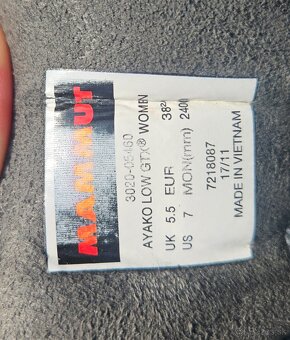 MAMMUT
3020-05460
AYAKO LOW GTX® WOMEN
UK 5.5 EUR 38⅔
US 7 MON(mm) 240
7218087
17/11
MADE IN VIETNAM